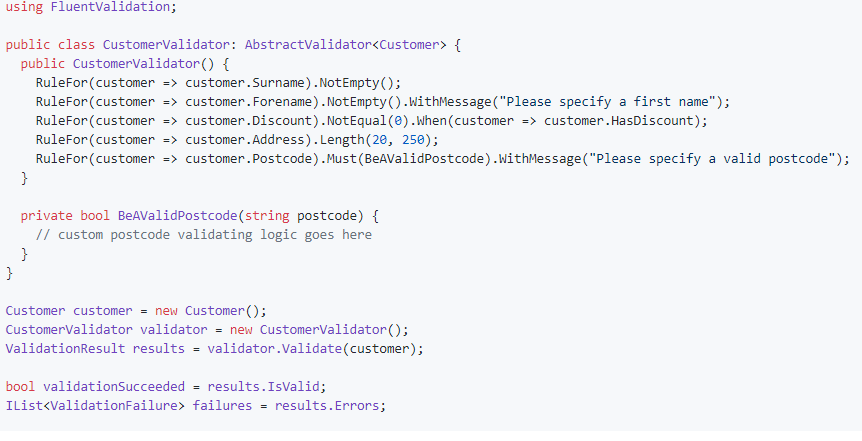 using FluentValidation;
public class CustomerValidator: AbstractValidator<Customer> {
public CustomerValidator() {
RuleFor(customer => customer.Surname).NotEmpty();
RuleFor(customer => customer.Forename).NotEmpty().WithMessage("Please specify a first name");
RuleFor(customer => customer.Discount).NotEqual(0).When(customer => customer.HasDiscount);
RuleFor(customer => customer.Address).Length(20, 250);
RuleFor(customer => customer.Postcode).Must(BeAValidPostcode).WithMessage("Please specify a valid postcode");
}
private bool BeAValidPostcode(string postcode) {
// custom postcode validating logic goes here
}
}
Customer customer = new Customer();
CustomerValidator validator = new CustomerValidator();
ValidationResult results = validator.Validate(customer);
bool validationSucceeded = results.IsValid;
IList<ValidationFailure> failures = results.Errors;